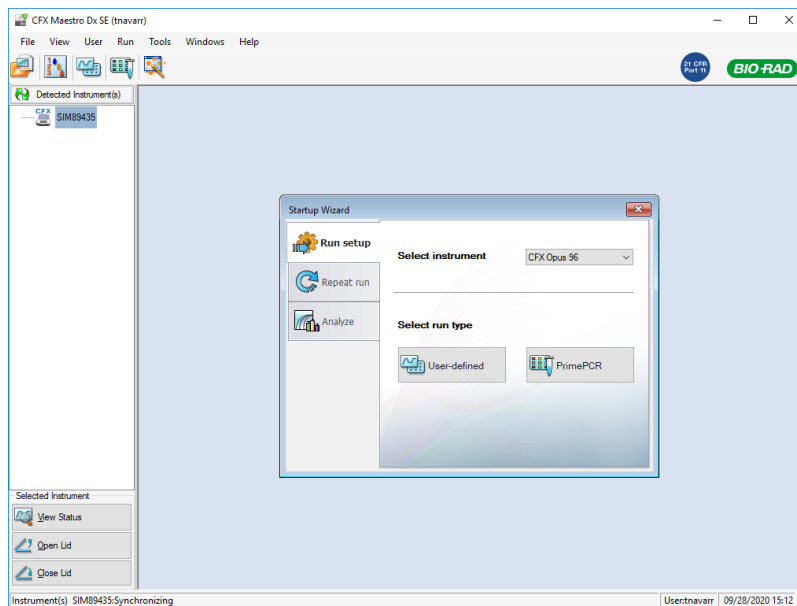 CFX Maestro Dx SE (tnavarr)
File View User Run Tools Windows Help
21 CFR
Part 11
BIO-RAD
Detected Instrument(s)
CFX
SIM89435
Startup Wizard
Run setup
Repeat run
Analyze
Select instrument
CFX Opus 96
Select run type
User-defined
PrimePCR
Selected Instrument
View Status
Open Lid
Close Lid
Instrument(s) SIM89435:Synchronizing
User:tnavarr
09/28/2020 15:12